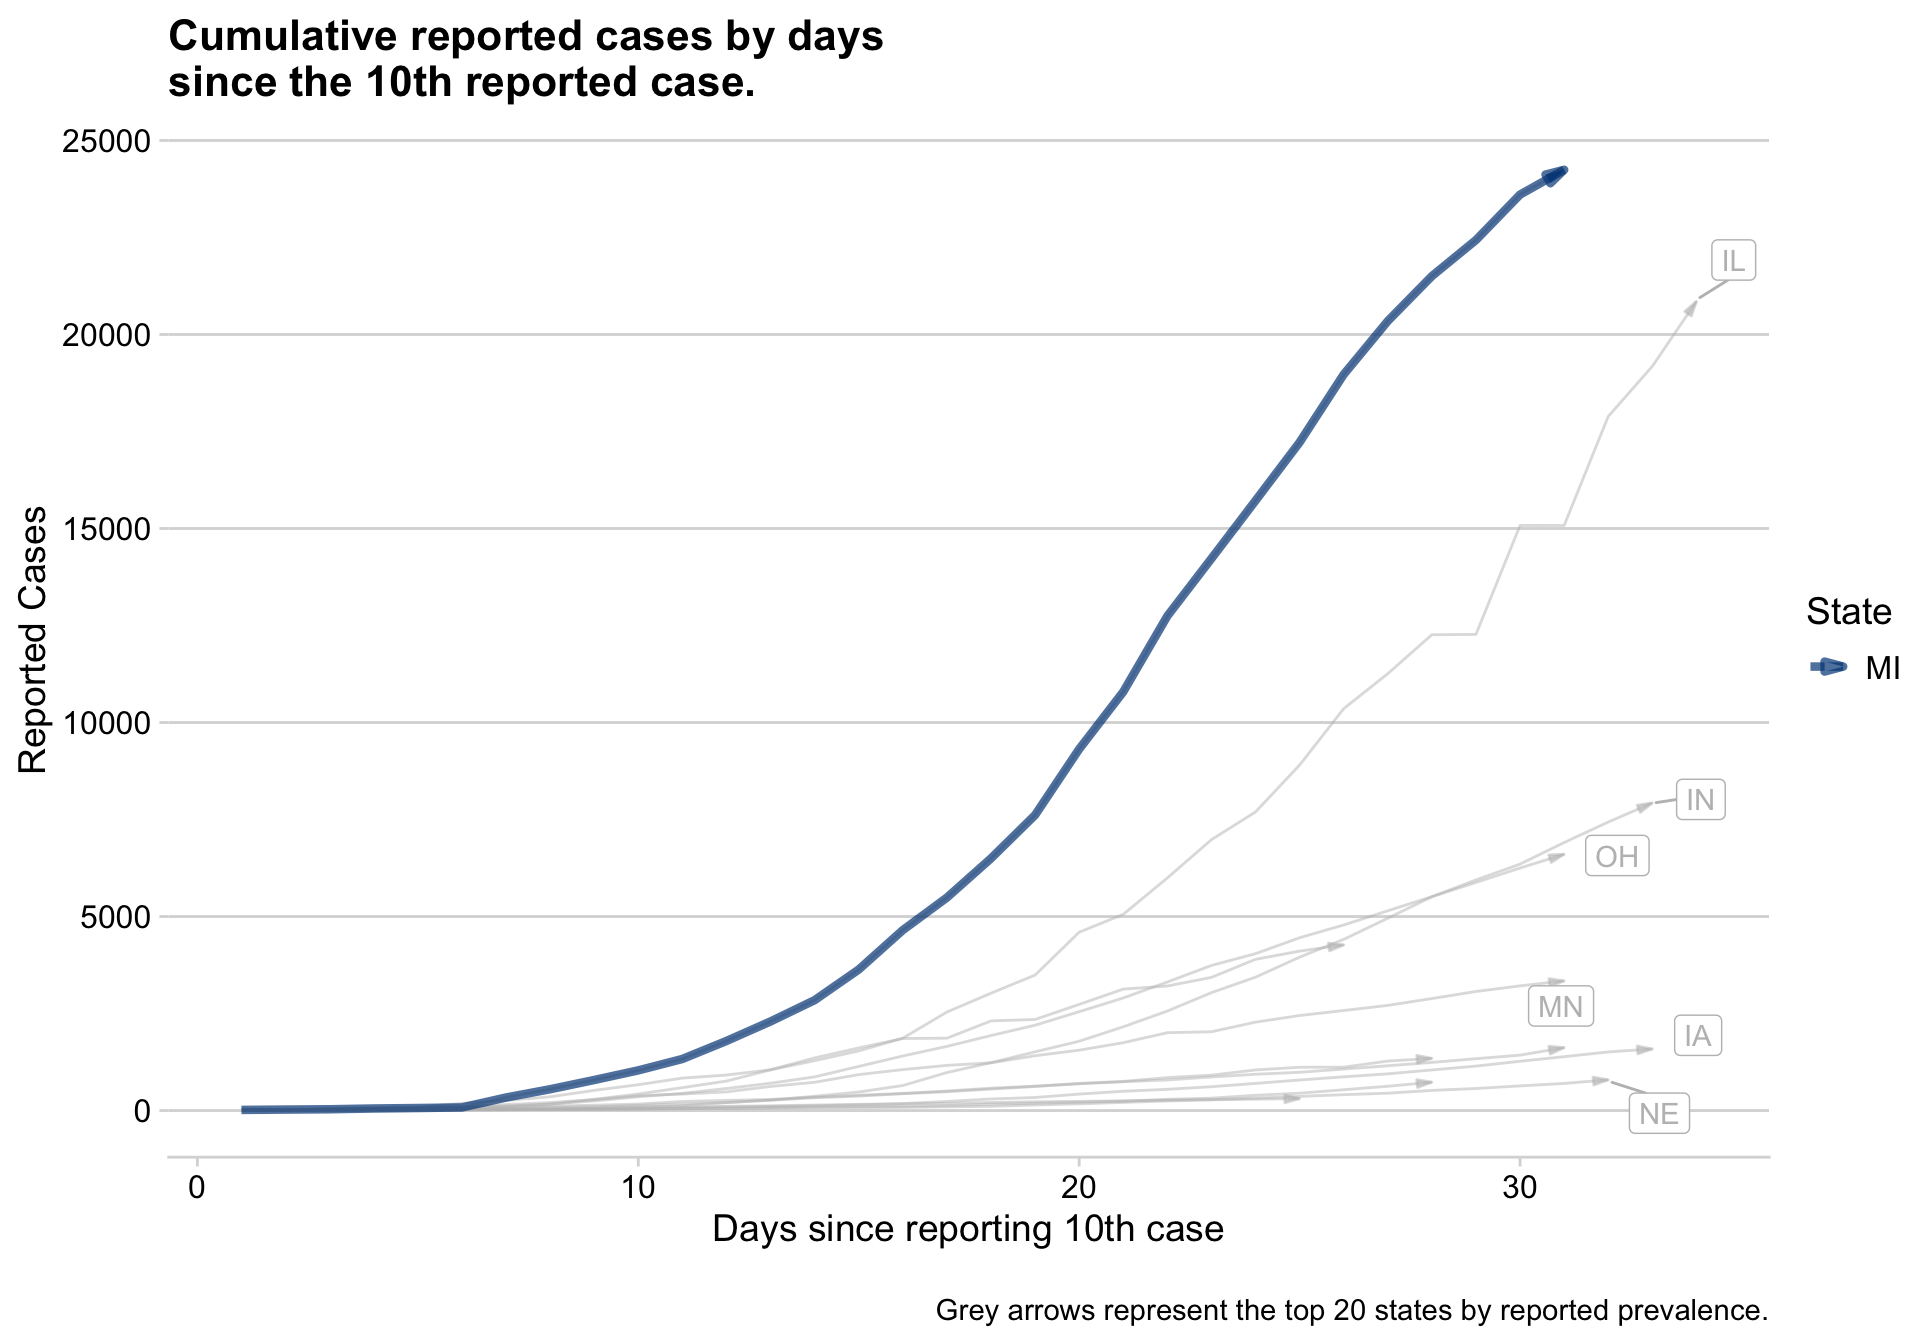 Cumulative reported cases by days
since the 10th reported case.
25000
20000
15000
10000
5000
0
Reported Cases
IL
IN
OH
MN
IA
NE
State
MI
0 10 20 30
Days since reporting 10th case
Grey arrows represent the top 20 states by reported prevalence.